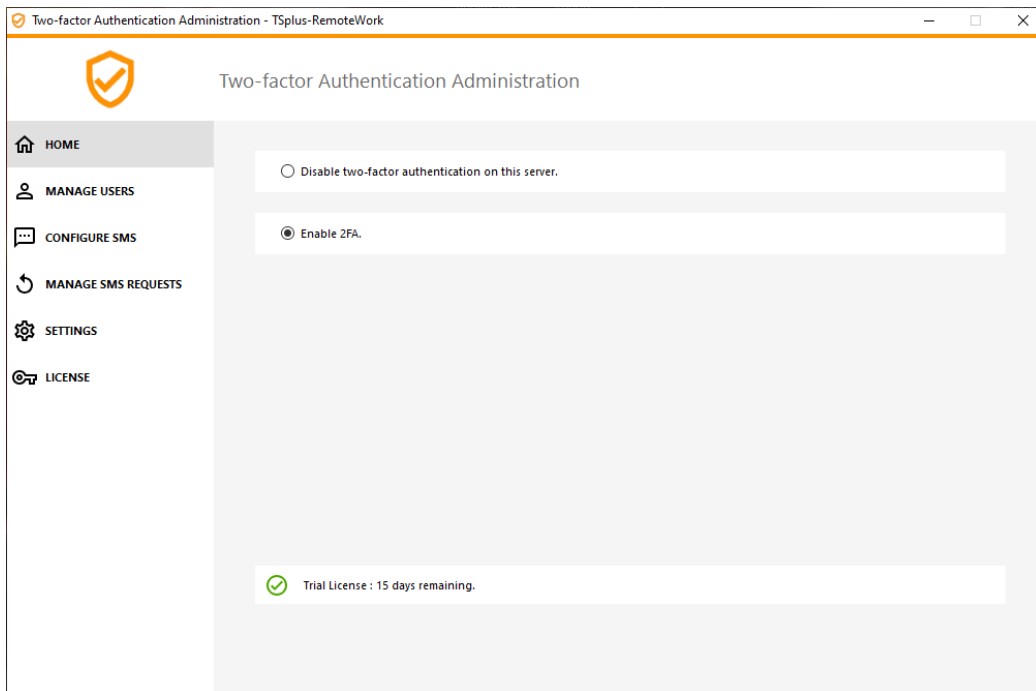 Two-factor Authentication Administration - TSplus-RemoteWork
Two-factor Authentication Administration
HOME
MANAGE USERS
CONFIGURE SMS
MANAGE SMS REQUESTS
SETTINGS
LICENSE
Disable two-factor authentication on this server.
Enable 2FA.
Trial License : 15 days remaining.